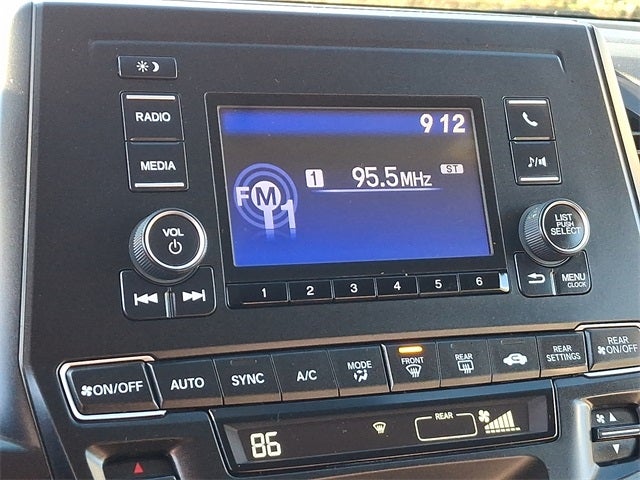 RADIO
MEDIA
VOL
9 12
FM1
1 95.5MHz
ST
LIST
PUSH
SELECT
MENU
CLOCK
1 2 3 4 5 6
ON/OFF
AUTO
SYNC
A/C
MODE
FRONT
REAR
REAR
SETTINGS
REAR
ON/OFF
86
REAR